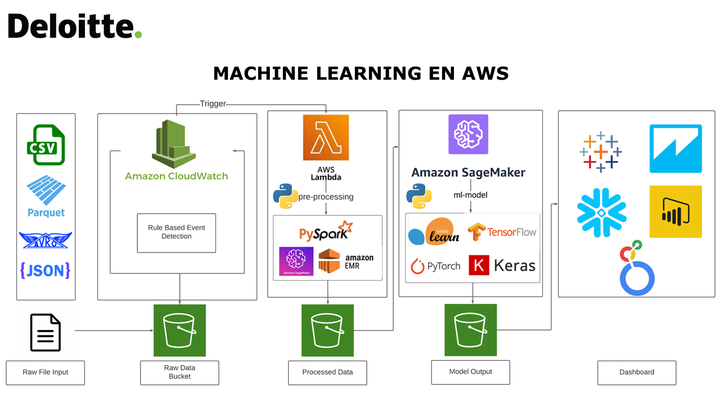 Deloitte.
MACHINE LEARNING EN AWS
Trigger
CSV
Parquet
AVRO
{JSON}
Amazon CloudWatch
Rule Based Event
Detection
AWS
Lambda
pre-processing
PySpark
Amazon SageMaker
amazon
EMR
Amazon SageMaker
ml-model
learn
TensorFlow
PyTorch
K Keras
Raw File Input
Raw Data
Bucket
Processed Data
Model Output
Dashboard